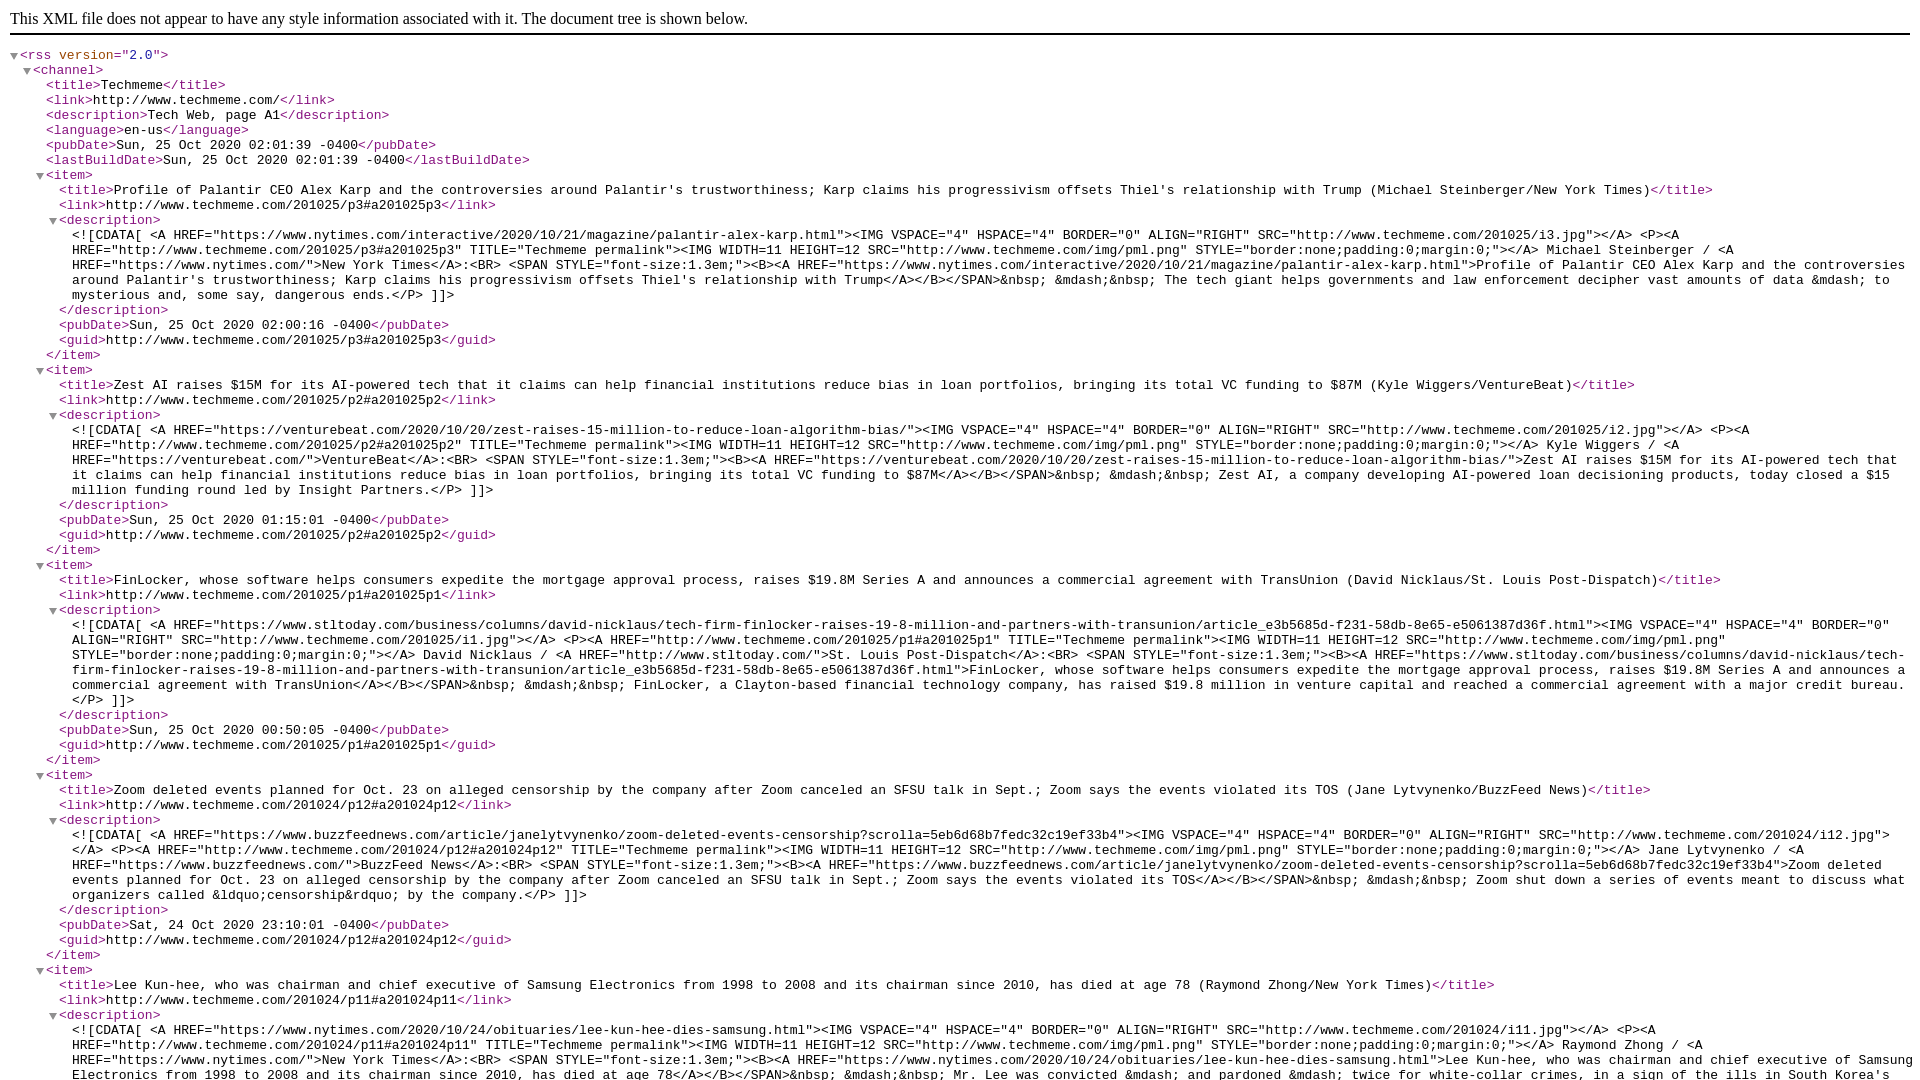 This XML file does not appear to have any style information associated with it. The document tree is shown below.
<rss version="2.0">
<channel>
<title>Techmeme</title>
<link>http://www.techmeme.com/</link>
<description>Tech Web, page A1</description>
<language>en-us</language>
<pubDate>Sun, 25 Oct 2020 02:01:39 -0400</pubDate>
<lastBuildDate>Sun, 25 Oct 2020 02:01:39 -0400</lastBuildDate>
<item>
<title>Profile of Palantir CEO Alex Karp and the controversies around Palantir's trustworthiness; Karp claims his progressivism offsets Thiel's relationship with Trump (Michael Steinberger/New York Times)</title>
<link>http://www.techmeme.com/201025/p3#a201025p3</link>
<description>
<![CDATA[ <A HREF="https://www.nytimes.com/interactive/2020/10/21/magazine/palantir-alex-karp.html"><IMG VSPACE="4" HSPACE="4" BORDER="0" ALIGN="RIGHT" SRC="http://www.techmeme.com/201025/i3.jpg"></A> <P><A
HREF="http://www.techmeme.com/201025/p3#a201025p3" TITLE="Techmeme permalink"><IMG WIDTH=11 HEIGHT=12 SRC="http://www.techmeme.com/img/pml.png" STYLE="border:none;padding:0;margin:0;"></A> Michael Steinberger / <A
HREF="https://www.nytimes.com/">New York Times</A>:<BR> <SPAN STYLE="font-size:1.3em;"><B><A HREF="https://www.nytimes.com/interactive/2020/10/21/magazine/palantir-alex-karp.html">Profile of Palantir CEO Alex Karp and the controversies
around Palantir's trustworthiness; Karp claims his progressivism offsets Thiel's relationship with Trump</A></B></SPAN>&nbsp; &mdash;&nbsp; The tech giant helps governments and law enforcement decipher vast amounts of data &mdash; to
mysterious and, some say, dangerous ends.</P> ]]>
</description>
<pubDate>Sun, 25 Oct 2020 02:00:16 -0400</pubDate>
<guid>http://www.techmeme.com/201025/p3#a201025p3</guid>
</item>
<item>
<title>Zest AI raises $15M for its AI-powered tech that it claims can help financial institutions reduce bias in loan portfolios, bringing its total VC funding to $87M (Kyle Wiggers/VentureBeat)</title>
<link>http://www.techmeme.com/201025/p2#a201025p2</link>
<description>
<![CDATA[ <A HREF="https://venturebeat.com/2020/10/20/zest-raises-15-million-to-reduce-loan-algorithm-bias/"><IMG VSPACE="4" HSPACE="4" BORDER="0" ALIGN="RIGHT" SRC="http://www.techmeme.com/201025/i2.jpg"></A> <P><A
HREF="http://www.techmeme.com/201025/p2#a201025p2" TITLE="Techmeme permalink"><IMG WIDTH=11 HEIGHT=12 SRC="http://www.techmeme.com/img/pml.png" STYLE="border:none;padding:0;margin:0;"></A> Kyle Wiggers / <A
HREF="https://venturebeat.com/">VentureBeat</A>:<BR> <SPAN STYLE="font-size:1.3em;"><B><A HREF="https://venturebeat.com/2020/10/20/zest-raises-15-million-to-reduce-loan-algorithm-bias/">Zest AI raises $15M for its AI-powered tech that
it claims can help financial institutions reduce bias in loan portfolios, bringing its total VC funding to $87M</A></B></SPAN>&nbsp; &mdash;&nbsp; Zest AI, a company developing AI-powered loan decisioning products, today closed a $15
million funding round led by Insight Partners.</P> ]]>
</description>
<pubDate>Sun, 25 Oct 2020 01:15:01 -0400</pubDate>
<guid>http://www.techmeme.com/201025/p2#a201025p2</guid>
</item>
<item>
<title>FinLocker, whose software helps consumers expedite the mortgage approval process, raises $19.8M Series A and announces a commercial agreement with TransUnion (David Nicklaus/St. Louis Post-Dispatch)</title>
<link>http://www.techmeme.com/201025/p1#a201025p1</link>
<description>
<![CDATA[ <A HREF="https://www.stltoday.com/business/columns/david-nicklaus/tech-firm-finlocker-raises-19-8-million-and-partners-with-transunion/article_e3b5685d-f231-58db-8e65-e5061387d36f.html"><IMG VSPACE="4" HSPACE="4" BORDER="0"
ALIGN="RIGHT" SRC="http://www.techmeme.com/201025/i1.jpg"></A> <P><A HREF="http://www.techmeme.com/201025/p1#a201025p1" TITLE="Techmeme permalink"><IMG WIDTH=11 HEIGHT=12 SRC="http://www.techmeme.com/img/pml.png"
STYLE="border:none;padding:0;margin:0;"></A> David Nicklaus / <A HREF="http://www.stltoday.com/">St. Louis Post-Dispatch</A>:<BR> <SPAN STYLE="font-size:1.3em;"><B><A HREF="https://www.stltoday.com/business/columns/david-nicklaus/tech-
firm-finlocker-raises-19-8-million-and-partners-with-transunion/article_e3b5685d-f231-58db-8e65-e5061387d36f.html">FinLocker, whose software helps consumers expedite the mortgage approval process, raises $19.8M Series A and announces a
commercial agreement with TransUnion</A></B></SPAN>&nbsp; &mdash;&nbsp; FinLocker, a Clayton-based financial technology company, has raised $19.8 million in venture capital and reached a commercial agreement with a major credit bureau.
</P> ]]>
</description>
<pubDate>Sun, 25 Oct 2020 00:50:05 -0400</pubDate>
<guid>http://www.techmeme.com/201025/p1#a201025p1</guid>
</item>
<item>
<title>Zoom deleted events planned for Oct. 23 on alleged censorship by the company after Zoom canceled an SFSU talk in Sept.; Zoom says the events violated its TOS (Jane Lytvynenko/BuzzFeed News)</title>
<link>http://www.techmeme.com/201024/p12#a201024p12</link>
<description>
<![CDATA[ <A HREF="https://www.buzzfeednews.com/article/janelytvynenko/zoom-deleted-events-censorship?scrolla=5eb6d68b7fedc32c19ef33b4"><IMG VSPACE="4" HSPACE="4" BORDER="0" ALIGN="RIGHT" SRC="http://www.techmeme.com/201024/i12.jpg">
</A> <P><A HREF="http://www.techmeme.com/201024/p12#a201024p12" TITLE="Techmeme permalink"><IMG WIDTH=11 HEIGHT=12 SRC="http://www.techmeme.com/img/pml.png" STYLE="border:none;padding:0;margin:0;"></A> Jane Lytvynenko / <A
HREF="https://www.buzzfeednews.com/">BuzzFeed News</A>:<BR> <SPAN STYLE="font-size:1.3em;"><B><A HREF="https://www.buzzfeednews.com/article/janelytvynenko/zoom-deleted-events-censorship?scrolla=5eb6d68b7fedc32c19ef33b4">Zoom deleted
events planned for Oct. 23 on alleged censorship by the company after Zoom canceled an SFSU talk in Sept.; Zoom says the events violated its TOS</A></B></SPAN>&nbsp; &mdash;&nbsp; Zoom shut down a series of events meant to discuss what
organizers called &ldquo;censorship&rdquo; by the company.</P> ]]>
</description>
<pubDate>Sat, 24 Oct 2020 23:10:01 -0400</pubDate>
<guid>http://www.techmeme.com/201024/p12#a201024p12</guid>
</item>
<item>
<title>Lee Kun-hee, who was chairman and chief executive of Samsung Electronics from 1998 to 2008 and its chairman since 2010, has died at age 78 (Raymond Zhong/New York Times)</title>
<link>http://www.techmeme.com/201024/p11#a201024p11</link>
<description>
<![CDATA[ <A HREF="https://www.nytimes.com/2020/10/24/obituaries/lee-kun-hee-dies-samsung.html"><IMG VSPACE="4" HSPACE="4" BORDER="0" ALIGN="RIGHT" SRC="http://www.techmeme.com/201024/i11.jpg"></A> <P><A
HREF="http://www.techmeme.com/201024/p11#a201024p11" TITLE="Techmeme permalink"><IMG WIDTH=11 HEIGHT=12 SRC="http://www.techmeme.com/img/pml.png" STYLE="border:none;padding:0;margin:0;"></A> Raymond Zhong / <A
HREF="https://www.nytimes.com/">New York Times</A>:<BR> <SPAN STYLE="font-size:1.3em;"><B><A HREF="https://www.nytimes.com/2020/10/24/obituaries/lee-kun-hee-dies-samsung.html">Lee Kun-hee, who was chairman and chief executive of Samsung
Electronics from 1998 to 2008 and its chairman since 2010, has died at age 78</A></B></SPAN>&nbsp; &mdash;&nbsp; Mr. Lee was convicted &mdash; and pardoned &mdash; twice for white-collar crimes, in a sign of the ills in South Korea's